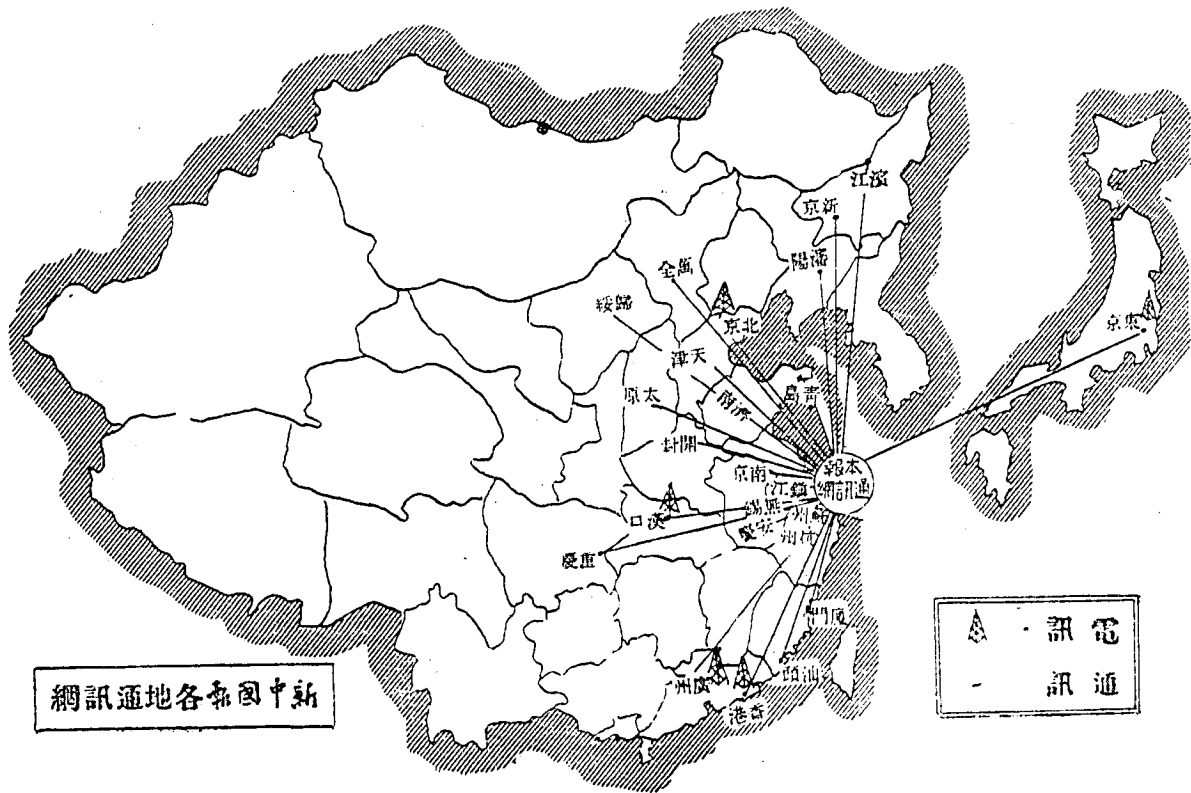 濱江
新京
瀋陽
萬全
歸綏
北京
東京
天津
青島
太原
濟南
開封
本報
通訊網
南京
鎮江
無錫
蘇州
漢口
安慶
杭州
重慶
廈門
汕頭
廣州
香港
電訊
通訊
新中國報各地通訊網